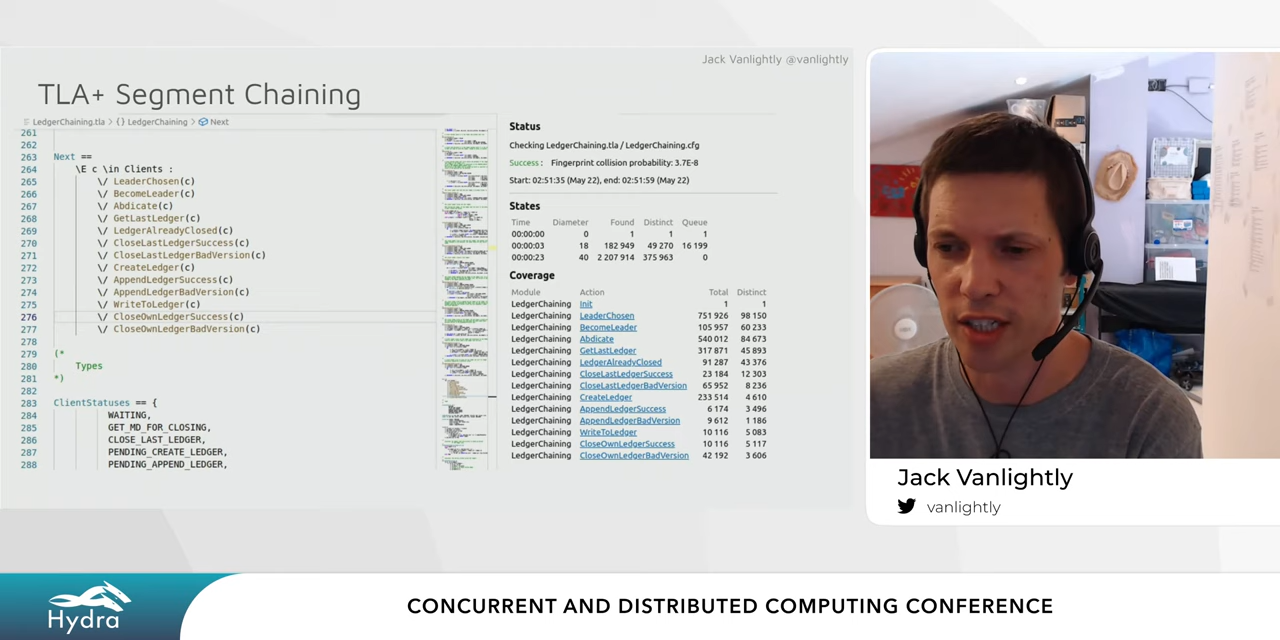 Jack Vanlightly @vanlightly
TLA+ Segment Chaining
LedgerChaining.tla > {} LedgerChaining > Next
261
262
263 Next ==
264 \E c \in Clients :
265 \/ LeaderChosen(c)
266 \/ BecomeLeader(c)
267 \/ Abdicate(c)
268 \/ GetLastLedger(c)
269 \/ LedgerAlreadyClosed(c)
270 \/ CloseLastLedgerSuccess(c)
271 \/ CloseLastLedgerBadVersion(c)
272 \/ CreateLedger(c)
273 \/ AppendLedgerSuccess(c)
274 \/ AppendLedgerBadVersion(c)
275 \/ WriteToLedger(c)
276 \/ CloseOwnLedgerSuccess(c)
277 \/ CloseOwnLedgerBadVersion(c)
278
279 (*
280 Types
281 *)
282
283 ClientStatuses == {
284 WAITING,
285 GET_MD_FOR_CLOSING,
286 CLOSE_LAST_LEDGER,
287 PENDING_CREATE_LEDGER,
288 PENDING_APPEND_LEDGER,
Status
Checking LedgerChaining.tla / LedgerChaining.cfg
Success : Fingerprint collision probability: 3.7E-8
Start: 02:51:35 (May 22), end: 02:51:59 (May 22)
States
Time Diameter Found Distinct Queue
00:00:00 0 1 1 1
00:00:03 18 182 949 49 270 16 199
00:00:23 40 2 207 914 375 963 0
Coverage
Module Action Total Distinct
LedgerChaining Init 1 1
LedgerChaining LeaderChosen 751 926 98 150
LedgerChaining BecomeLeader 105 957 60 233
LedgerChaining Abdicate 540 012 84 673
LedgerChaining GetLastLedger 317 871 45 893
LedgerChaining LedgerAlreadyClosed 91 287 43 376
LedgerChaining CloseLastLedgerSuccess 23 184 12 303
LedgerChaining CloseLastLedgerBadVersion 65 952 8 236
LedgerChaining CreateLedger 233 514 4 610
LedgerChaining AppendLedgerSuccess 6 174 3 496
LedgerChaining AppendLedgerBadVersion 9 612 1 186
LedgerChaining WriteToLedger 10 116 5 083
LedgerChaining CloseOwnLedgerSuccess 10 116 5 117
LedgerChaining CloseOwnLedgerBadVersion 42 192 3 606
Jack Vanlightly
vanlightly
Hydra
CONCURRENT AND DISTRIBUTED COMPUTING CONFERENCE